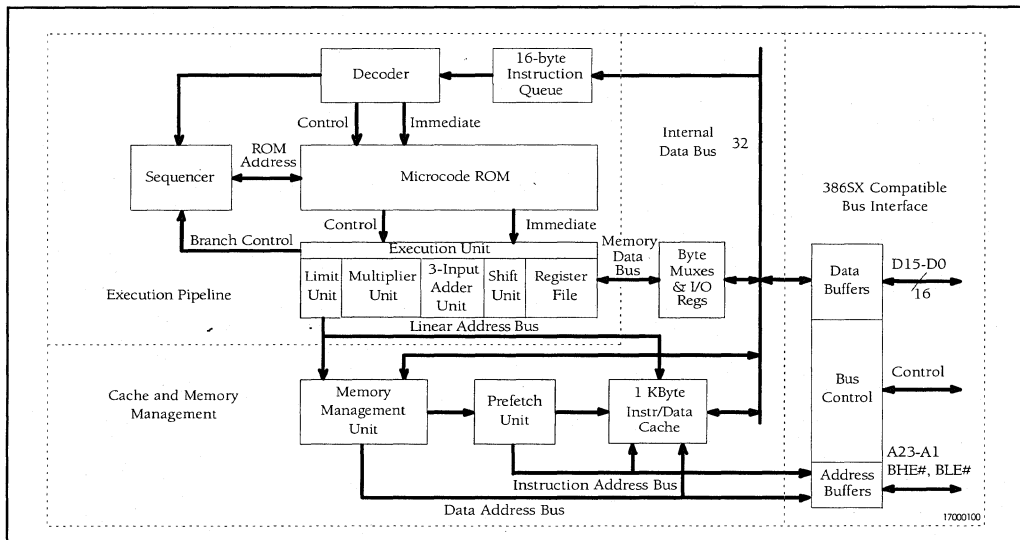 Decoder
16-byte
Instruction
Queue
Control
Immediate
Internal
Data Bus
32
ROM
Address
Sequencer
Microcode ROM
386SX Compatible
Bus Interface
Control
Immediate
Branch Control
Execution Unit
Memory
Data
Bus
Limit
Unit
Multiplier
Unit
3-Input
Adder
Unit
Shift
Unit
Register
File
Byte
Muxes
& I/O
Regs
Data
Buffers
D15-D0
16
Execution Pipeline
Linear Address Bus
Cache and Memory
Management
Memory
Management
Unit
Prefetch
Unit
1 KByte
Instr/Data
Cache
Bus
Control
Control
A23-A1
BHE#, BLE#
Address
Buffers
Instruction Address Bus
Data Address Bus
17000100